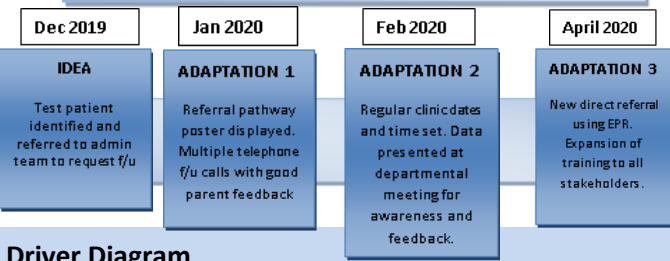 Dec 2019
Jan 2020
Feb 2020
April 2020
IDEA
Test patient
identified and
referred to admin
team to request f/u
ADAPTATION 1
Referral pathway
poster displayed.
Multiple telephone
f/u calls with good
parent feedback
ADAPTATION 2
Regular clinic dates
and time set. Data
presented at
departmental
meeting for
awareness and
feedback.
ADAPTATION 3
New direct referral
using EPR.
Expansion of
training to all
stakeholders.
Driver Diagram